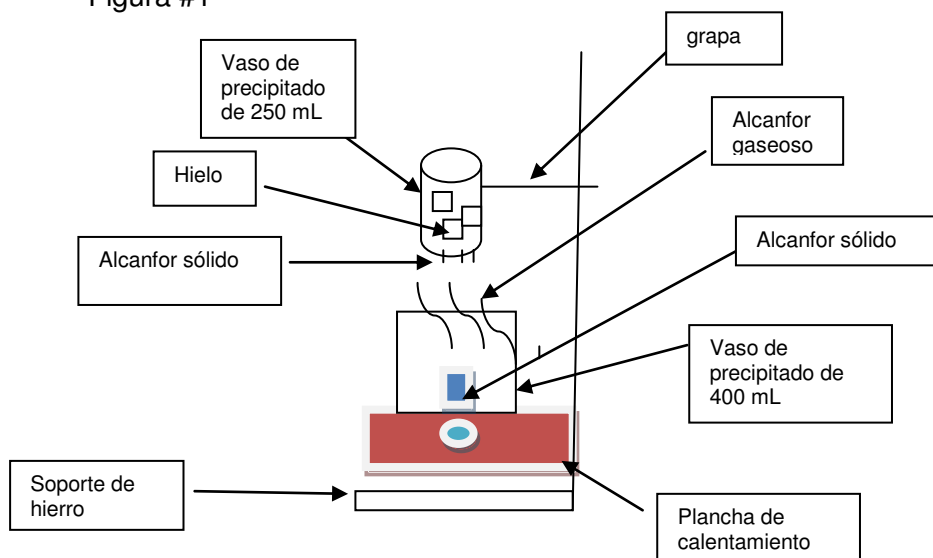 Figura #1
grapa
Vaso de
precipitado
de 250 mL
Alcanfor
gaseoso
Hielo
Alcanfor sólido
Alcanfor sólido
Vaso de
precipitado de
400 mL
Soporte de
hierro
Plancha de
calentamiento